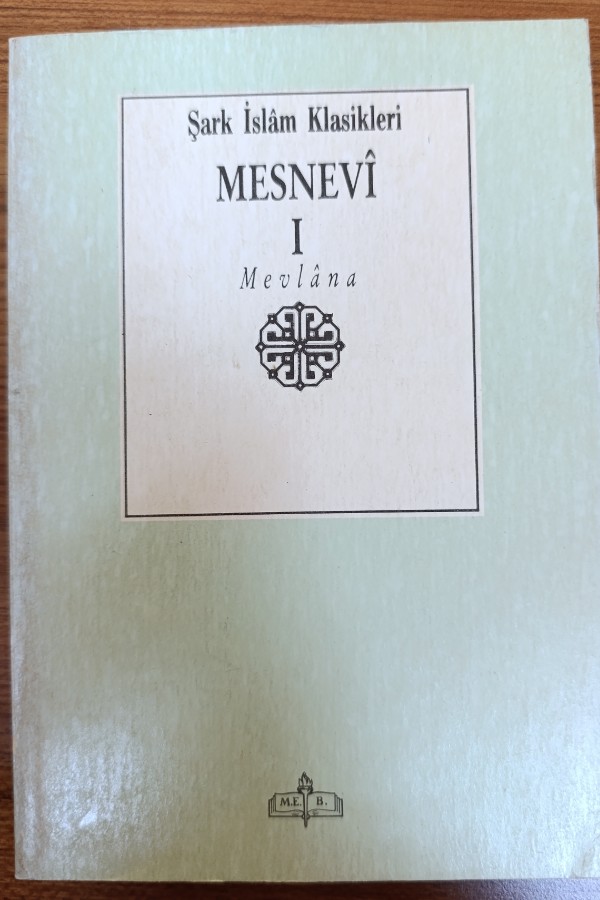 Şark İslâm Klasikleri
MESNEVÎ
I
Mevlâna
M.E. B.